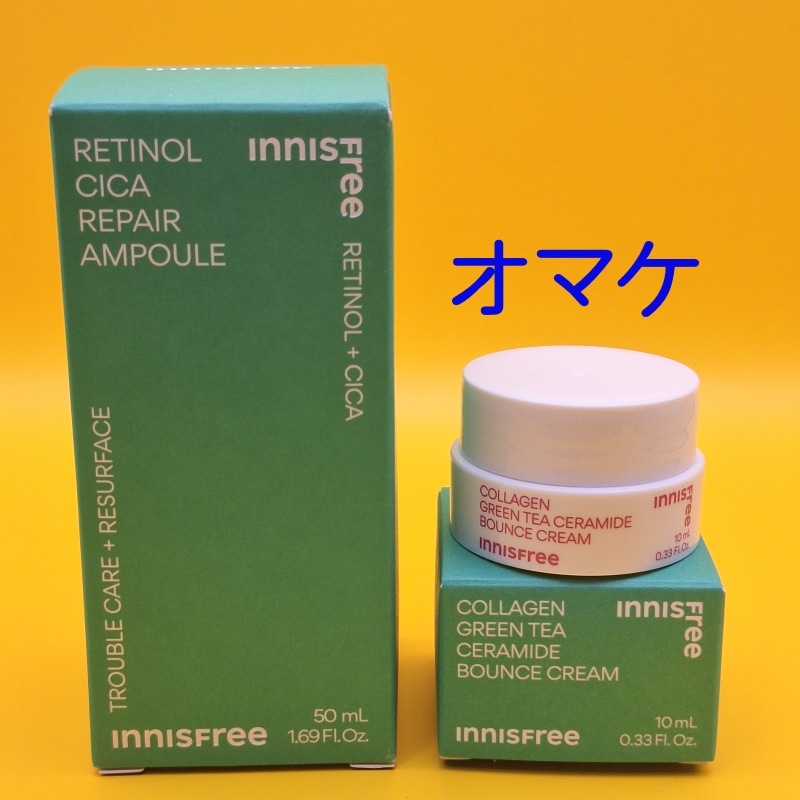 INNISFree
RETINOL
CICA
REPAIR
AMPOULE
INNISFree
RETINOL + CICA
TROUBLE CARE + RESURFACE
INNISFree
50 mL
1.69 Fl. Oz.
オマケ
COLLAGEN
GREEN TEA CERAMIDE
BOUNCE CREAM
INNISFree
INNISFree
10 mL
0.33 Fl. Oz.
COLLAGEN
GREEN TEA
CERAMIDE
BOUNCE CREAM
INNISFree
INNISFree
10 mL
0.33 Fl. Oz.